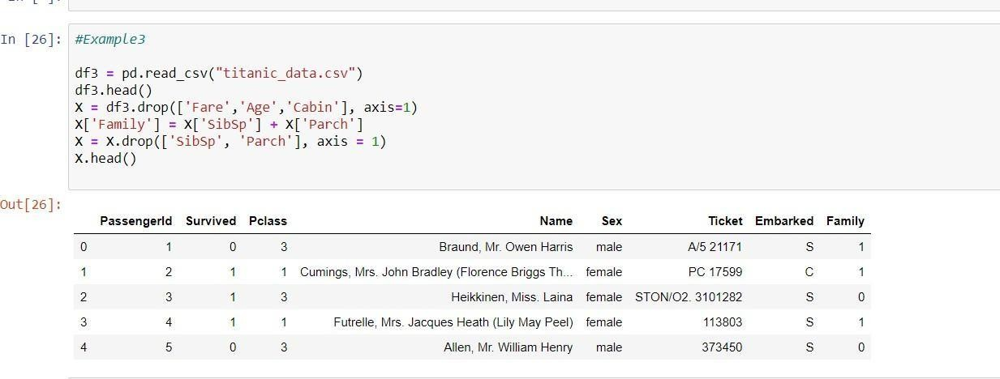 In [26]:
#Example3
df3 = pd.read_csv("titanic_data.csv")
df3.head()
X = df3.drop(['Fare','Age','Cabin'], axis=1)
X['Family'] = X['SibSp'] + X['Parch']
X = X.drop(['SibSp', 'Parch'], axis = 1)
X.head()
Out[26]:
PassengerId Survived Pclass Name Sex Ticket Embarked Family
0 1 0 3 Braund, Mr. Owen Harris male A/5 21171 S 1
1 2 1 1 Cumings, Mrs. John Bradley (Florence Briggs Th... female PC 17599 C 1
2 3 1 3 Heikkinen, Miss. Laina female STON/O2. 3101282 S 0
3 4 1 1 Futrelle, Mrs. Jacques Heath (Lily May Peel) female 113803 S 1
4 5 0 3 Allen, Mr. William Henry male 373450 S 0